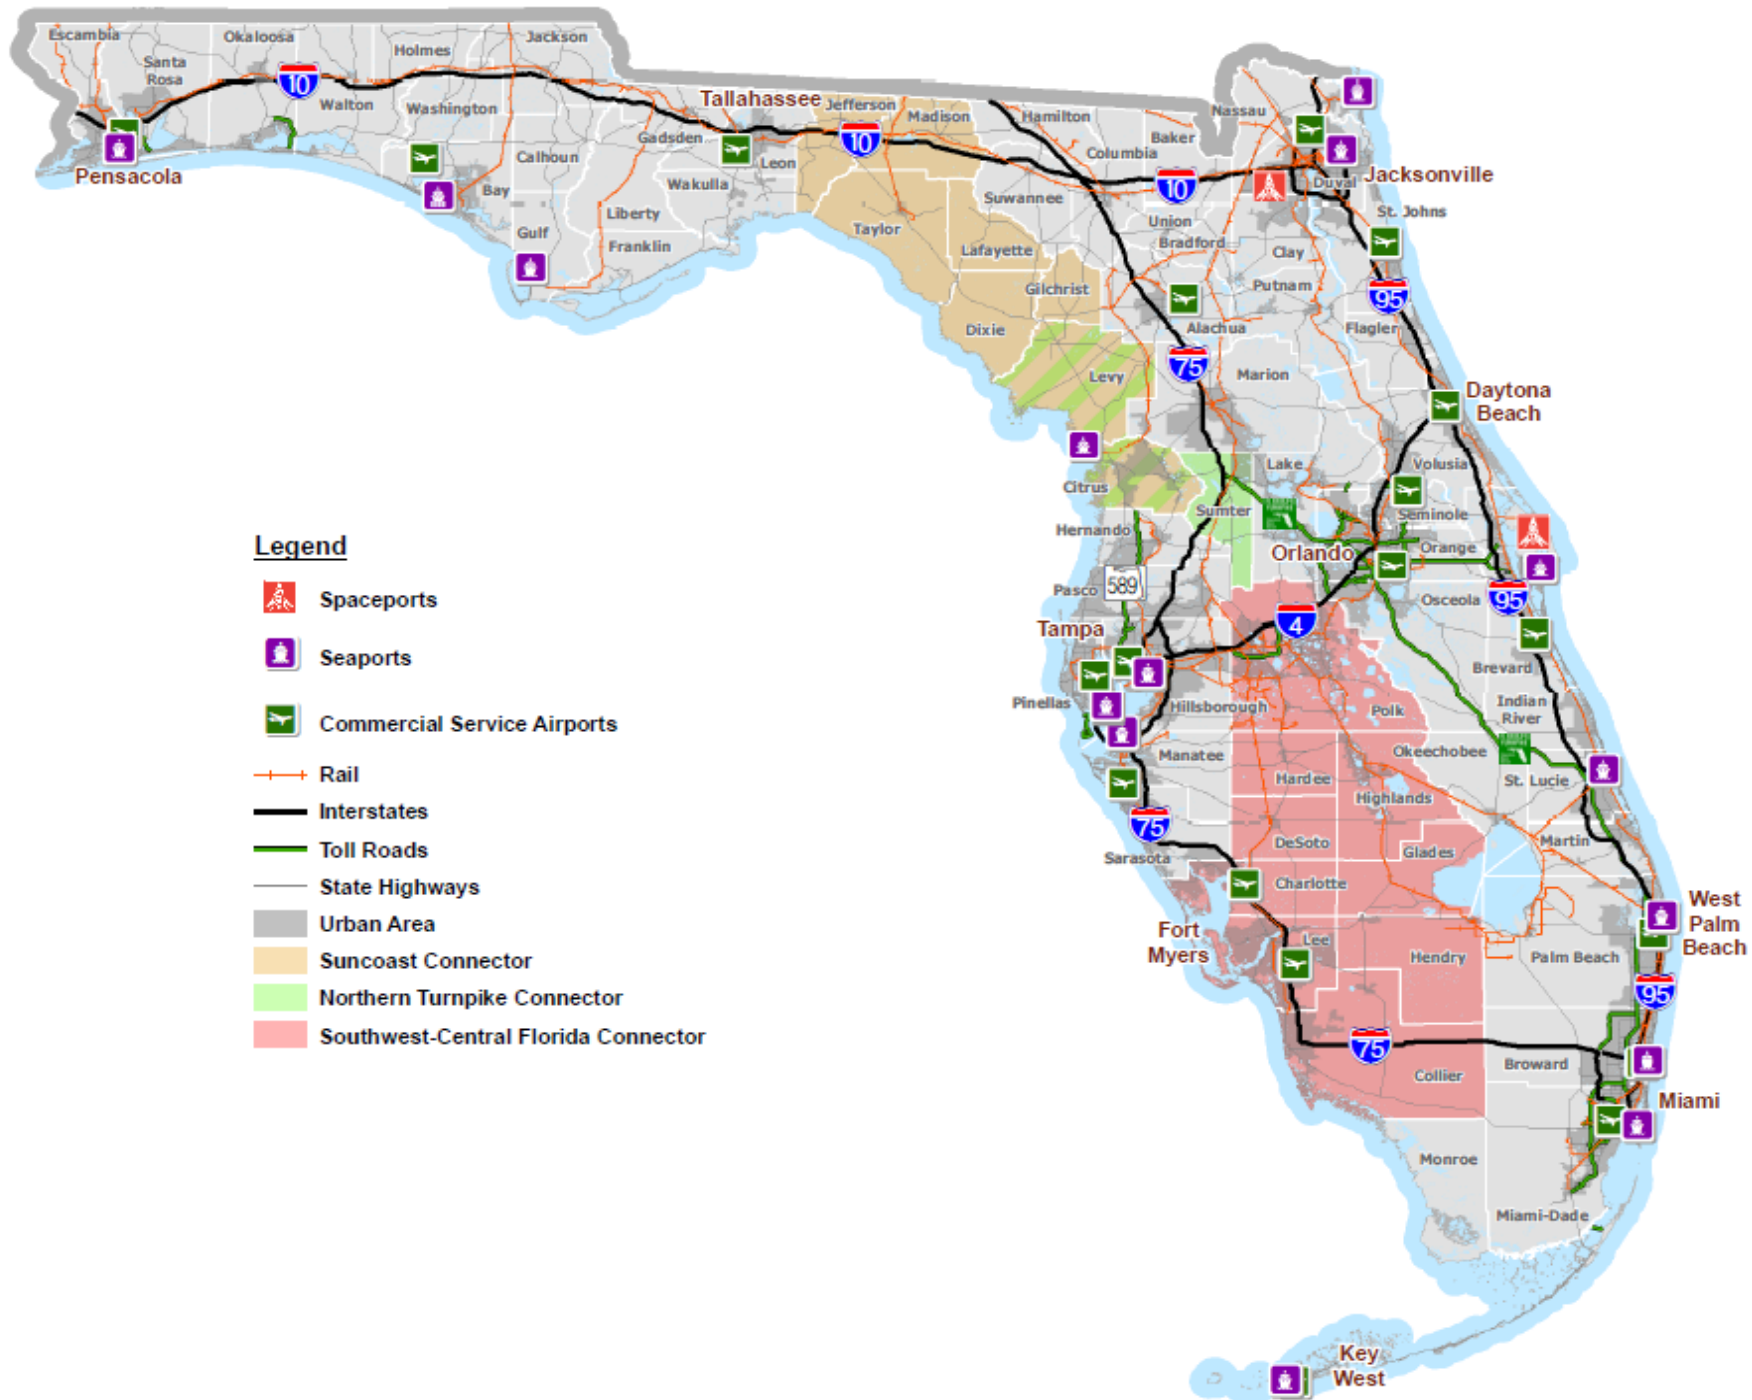 Escambia
Santa
Rosa
Okaloosa
Holmes
Jackson
10
Walton
Washington
Pensacola
Calhoun
Bay
Gulf
Liberty
Franklin
Gadsden
Wakulla
Leon
Tallahassee
Jefferson
Madison
10
Hamilton
Taylor
Lafayette
Suwannee
Columbia
Baker
Nassau
10
Duval
Jacksonville
St. Johns
Union
Bradford
Clay
Putnam
95
Gilchrist
Dixie
Alachua
Flagler
Levy
75
Marion
Daytona
Beach
Citrus
Lake
Volusia
Sumter
Seminole
Hernando
Orlando
Orange
Pasco
589
Osceola
95
4
Tampa
Brevard
Pinellas
Hillsborough
Polk
Indian
River
Manatee
Okeechobee
Hardee
St. Lucie
Highlands
75
Martin
Sarasota
DeSoto
Glades
Charlotte
West
Palm
Beach
Fort
Myers
Lee
Hendry
Palm Beach
95
75
Broward
Collier
Miami
Monroe
Miami-Dade
Key
West
Legend
Spaceports
Seaports
Commercial Service Airports
Rail
Interstates
Toll Roads
State Highways
Urban Area
Suncoast Connector
Northern Turnpike Connector
Southwest-Central Florida Connector